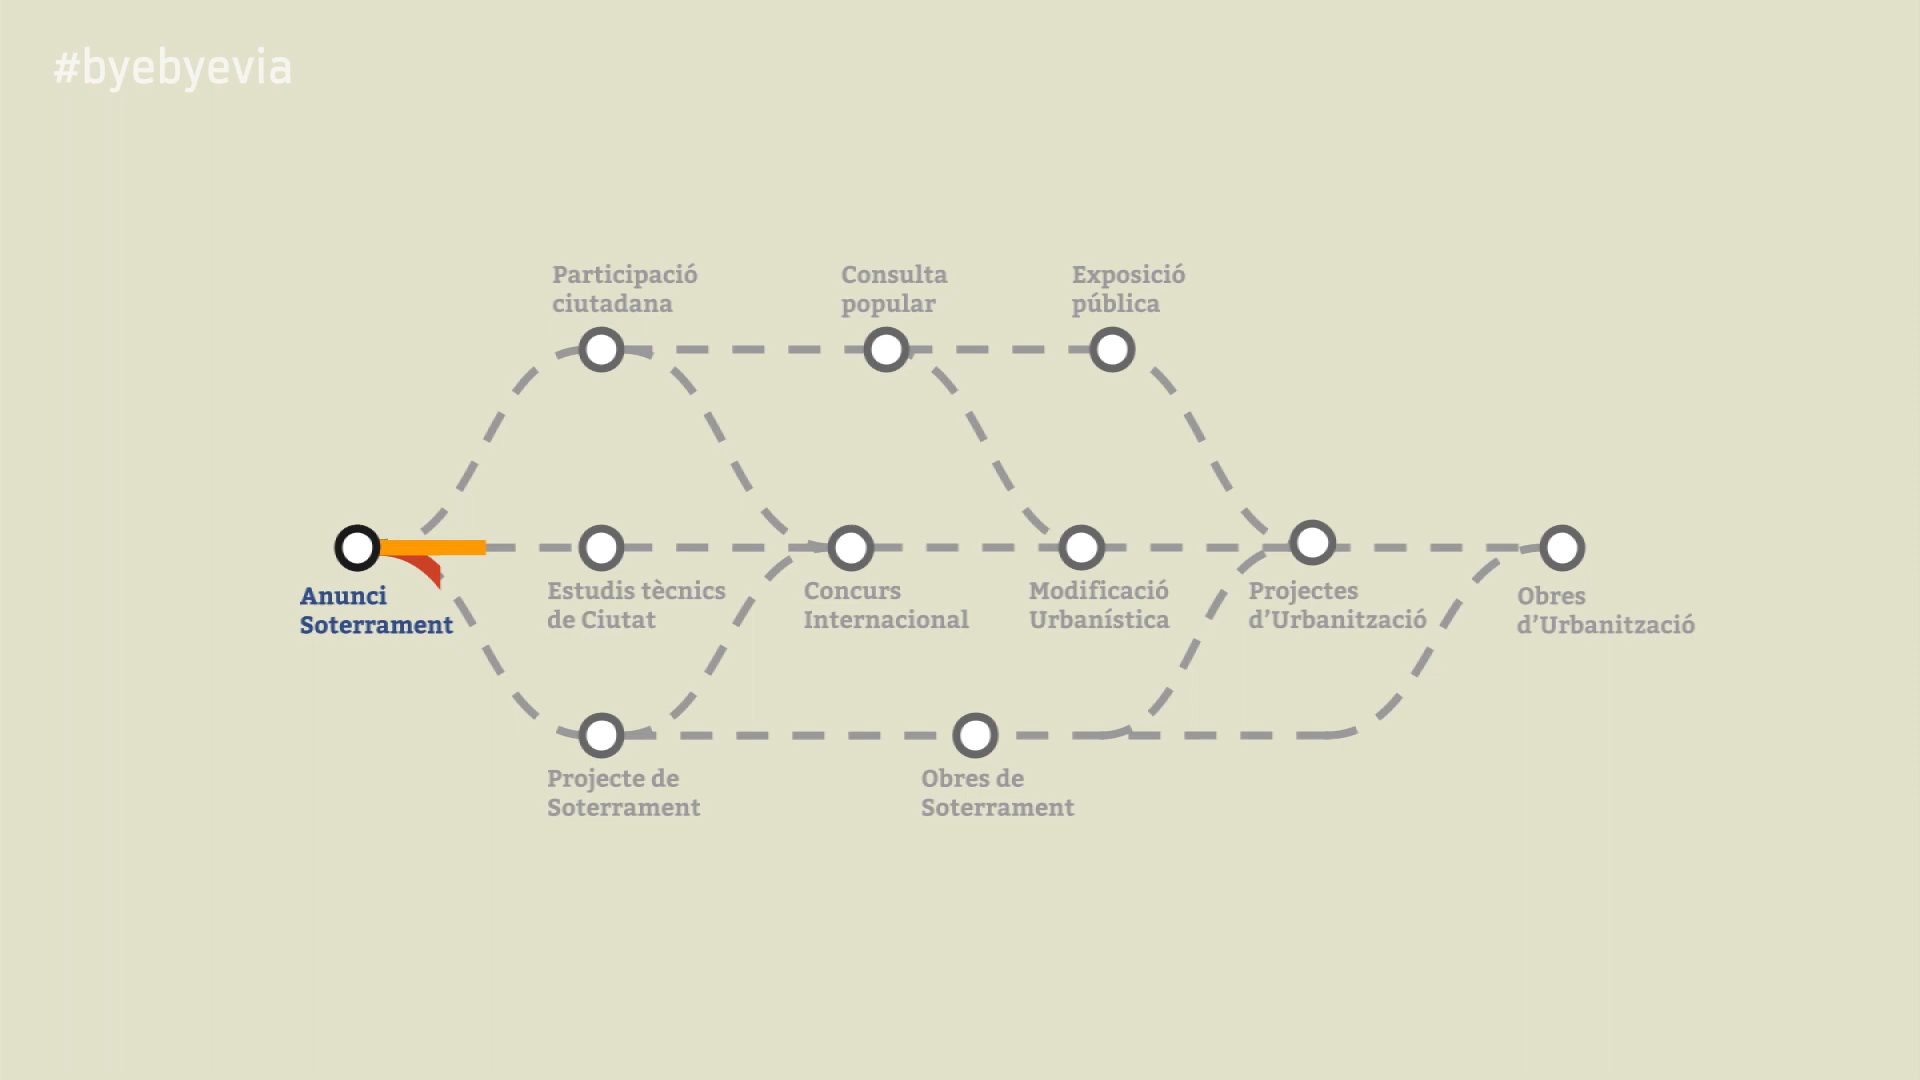 #byebyevia
Participació
ciutadana
Consulta
popular
Exposició
pública
Anunci
Soterrament
Estudis tècnics
de Ciutat
Concurs
Internacional
Modificació
Urbanística
Projectes
d’Urbanització
Obres
d’Urbanització
Projecte de
Soterrament
Obres de
Soterrament